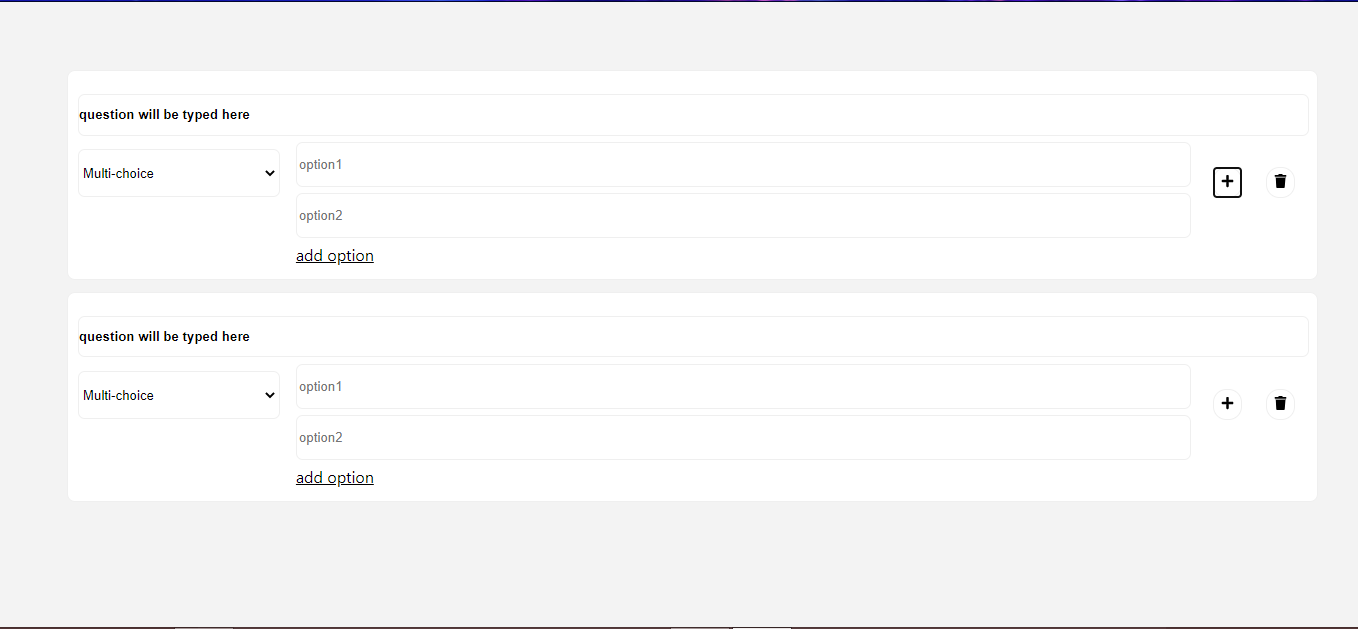 question will be typed here
Multi-choice
option1
option2
add option
question will be typed here
Multi-choice
option1
option2
add option